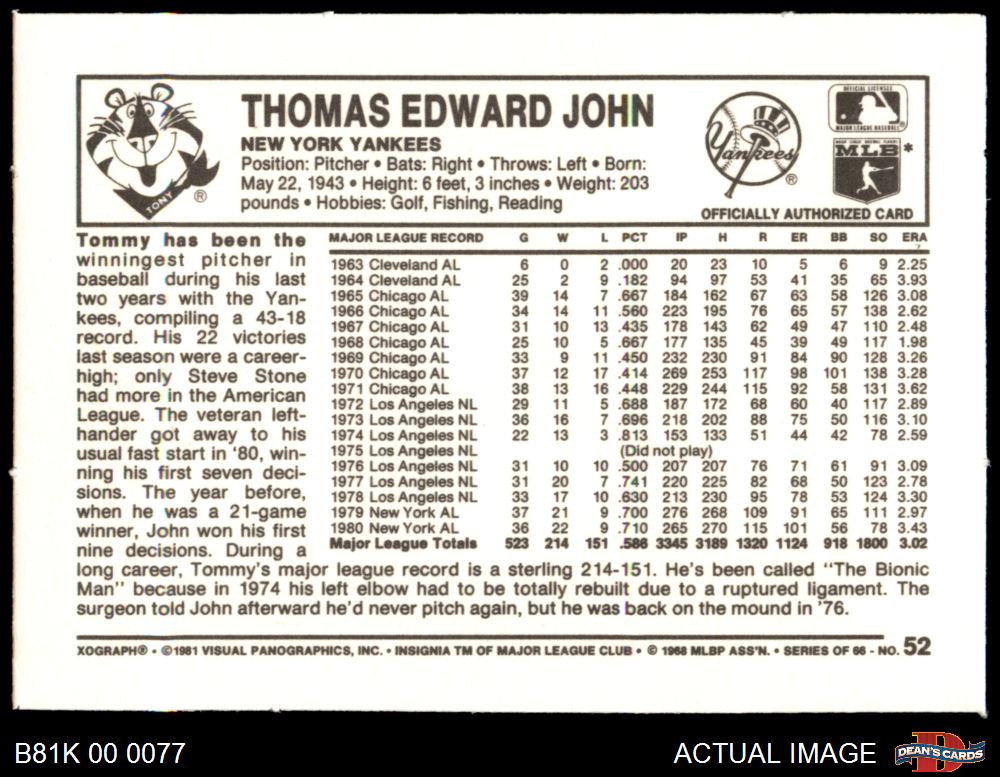 TONY ®
THOMAS EDWARD JOHN
NEW YORK YANKEES
Position: Pitcher • Bats: Right • Throws: Left • Born:
May 22, 1943 • Height: 6 feet, 3 inches • Weight: 203
pounds • Hobbies: Golf, Fishing, Reading
Yankees ®
OFFICIAL LICENSEE
MAJOR LEAGUE BASEBALL ®
MAJOR LEAGUE BASEBALL PLAYERS
MLB *
OFFICIALLY AUTHORIZED CARD
Tommy has been the
winningest pitcher in
baseball during his last
two years with the Yan-
kees, compiling a 43-18
record. His 22 victories
last season were a career-
high; only Steve Stone
had more in the American
League. The veteran left-
hander got away to his
usual fast start in '80, win-
ning his first seven deci-
sions. The year before,
when he was a 21-game
winner, John won his first
nine decisions. During a
long career, Tommy's major league record is a sterling 214-151. He's been called "The Bionic
Man" because in 1974 his left elbow had to be totally rebuilt due to a ruptured ligament. The
surgeon told John afterward he'd never pitch again, but he was back on the mound in '76.
MAJOR LEAGUE RECORD G W L PCT IP H R ER BB SO ERA
1963 Cleveland AL 6 0 2 .000 20 23 10 5 6 9 2.25
1964 Cleveland AL 25 2 9 .182 94 97 53 41 35 65 3.93
1965 Chicago AL 39 14 7 .667 184 162 67 63 58 126 3.08
1966 Chicago AL 34 14 11 .560 223 195 76 65 57 138 2.62
1967 Chicago AL 31 10 13 .435 178 143 62 49 47 110 2.48
1968 Chicago AL 25 10 5 .667 177 135 45 39 49 117 1.98
1969 Chicago AL 33 9 11 .450 232 230 91 84 90 128 3.26
1970 Chicago AL 37 12 17 .414 269 253 117 98 101 138 3.28
1971 Chicago AL 38 13 16 .448 229 244 115 92 58 131 3.62
1972 Los Angeles NL 29 11 5 .688 187 172 68 60 40 117 2.89
1973 Los Angeles NL 36 16 7 .696 218 202 88 75 50 116 3.10
1974 Los Angeles NL 22 13 3 .813 153 133 51 44 42 78 2.59
1975 Los Angeles NL (Did not play)
1976 Los Angeles NL 31 10 10 .500 207 207 76 71 61 91 3.09
1977 Los Angeles NL 31 20 7 .741 220 225 82 68 50 123 2.78
1978 Los Angeles NL 33 17 10 .630 213 230 95 78 53 124 3.30
1979 New York AL 37 21 9 .700 276 268 109 91 65 111 2.97
1980 New York AL 36 22 9 .710 265 270 115 101 56 78 3.43
Major League Totals 523 214 151 .586 3345 3189 1320 1124 918 1800 3.02
XOGRAPH® • ©1981 VISUAL PANOGRAPHICS, INC. • INSIGNIA TM OF MAJOR LEAGUE CLUB • © 1968 MLBP ASS'N. • SERIES OF 66 - NO. 52
B81K 00 0077
ACTUAL IMAGE
D
DEAN'S CARDS